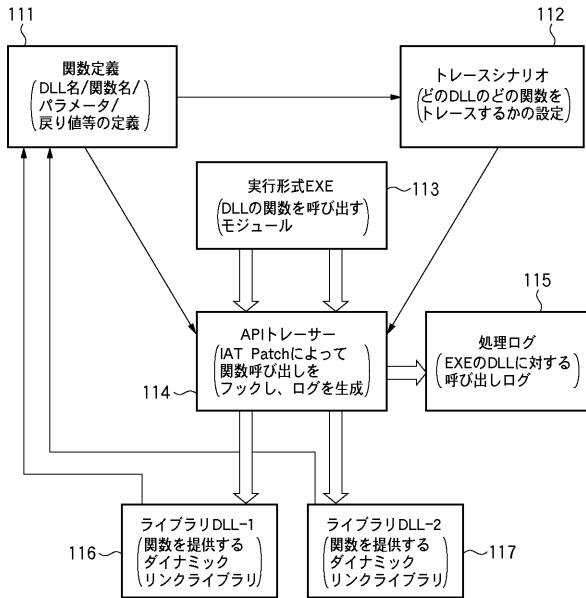 111
関数定義
(DLL名/関数名/
パラメータ/
戻り値等の定義)
112
トレースシナリオ
(どのDLLのどの関数を
トレースするかの設定)
実行形式EXE
(DLLの関数を呼び出す
モジュール)
113
APIトレーサー
(IAT Patchによって
関数呼び出しを
フックし、ログを生成)
114
115
処理ログ
(EXEのDLLに対する
呼び出しログ)
ライブラリDLL-1
(関数を提供する
ダイナミック
リンクライブラリ)
116
ライブラリDLL-2
(関数を提供する
ダイナミック
リンクライブラリ)
117